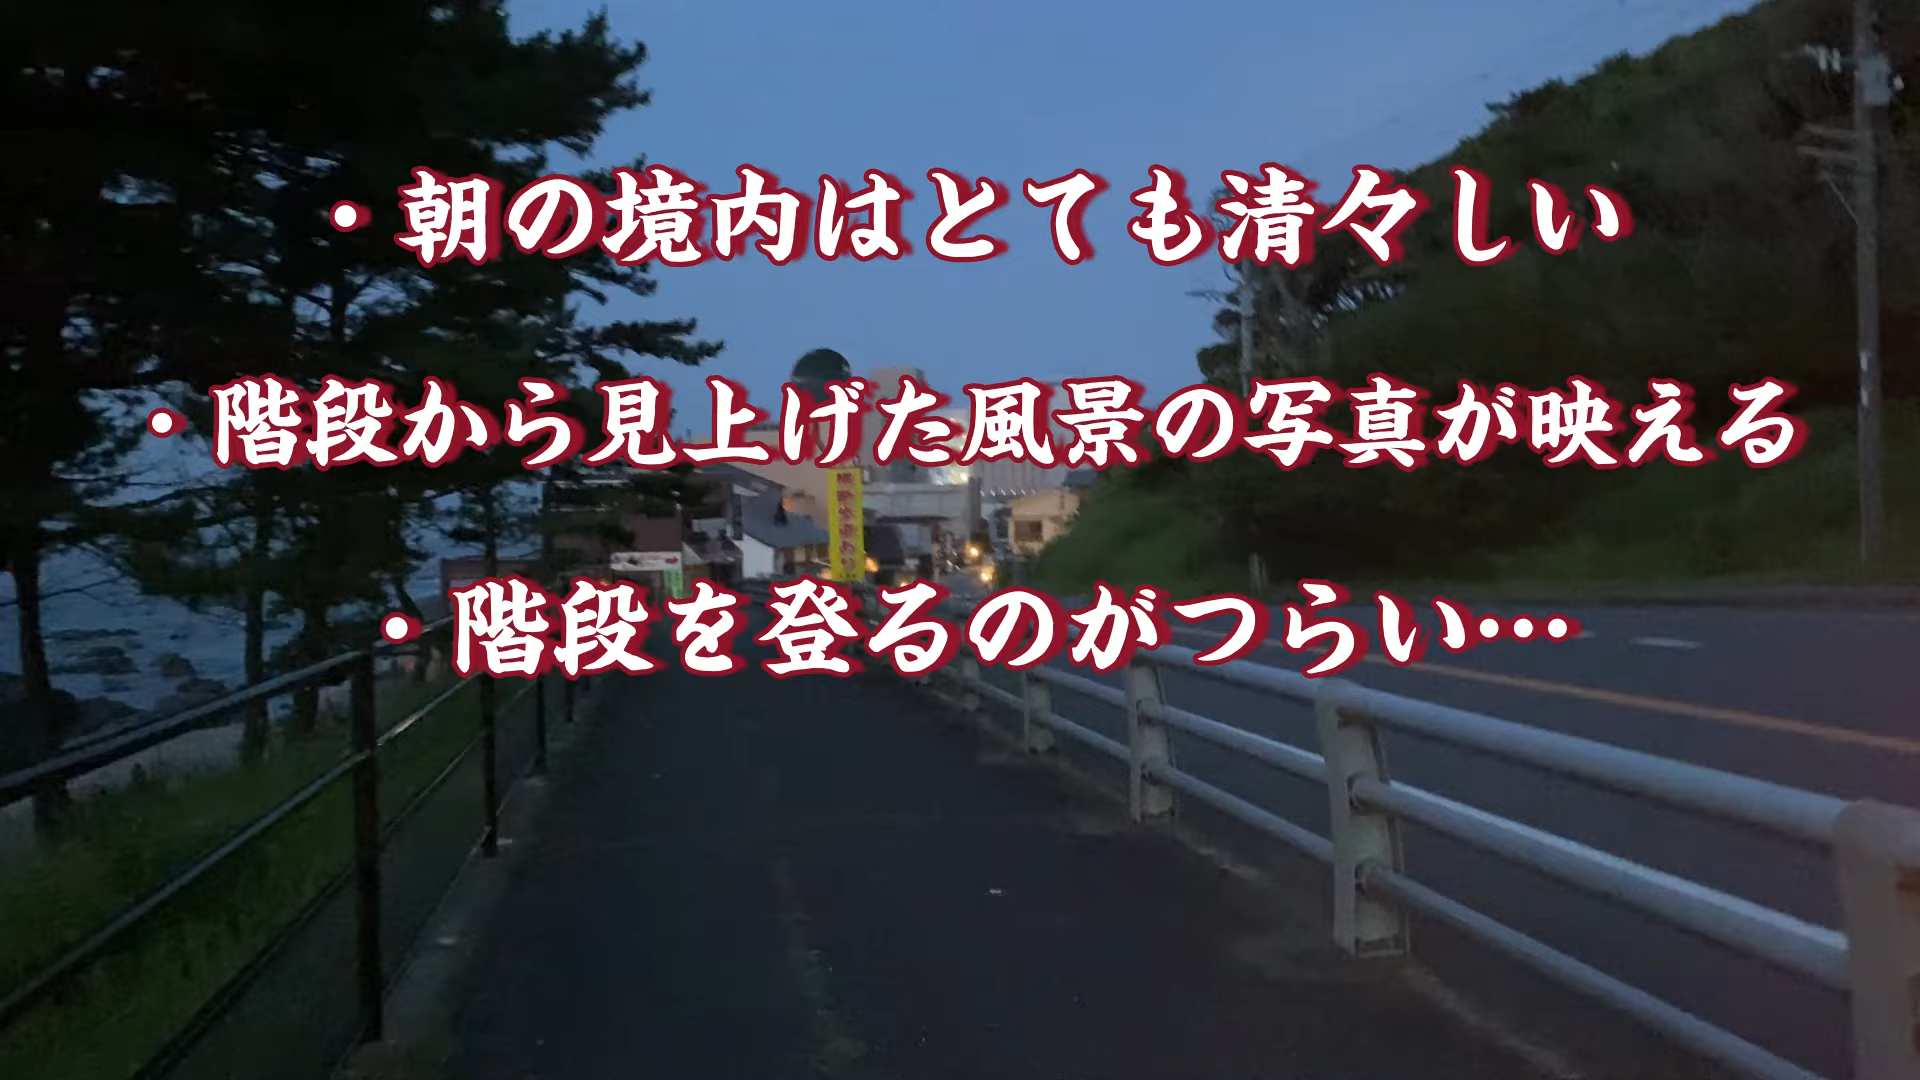 ・朝の境内はとても清々しい
・階段から見上げた風景の写真が映える
・階段を登るのがつらい…